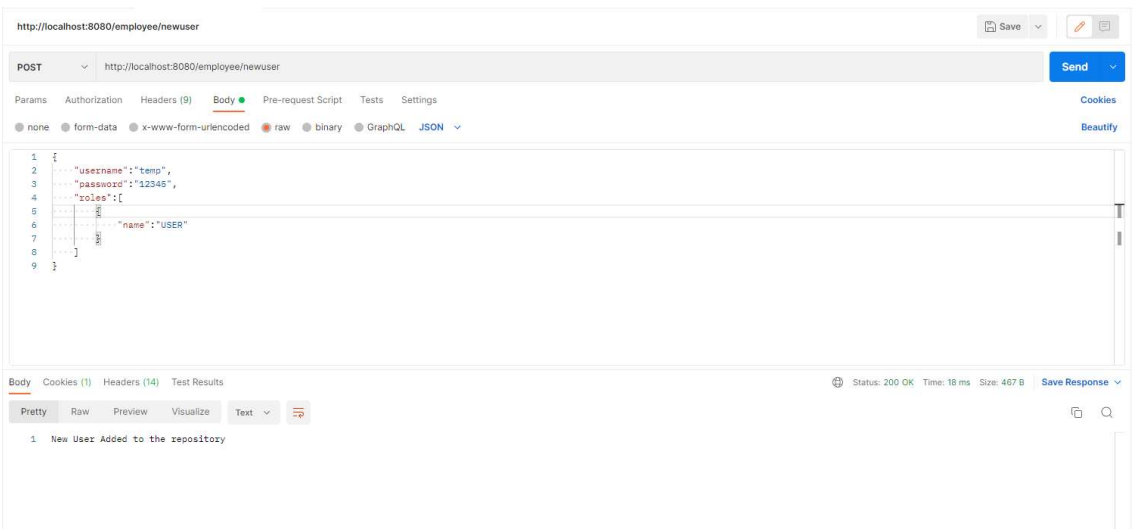 http://localhost:8080/employee/newuser Save
POST http://localhost:8080/employee/newuser Send
Params Authorization Headers (9) Body Pre-request Script Tests Settings Cookies
none form-data x-www-form-urlencoded raw binary GraphQL JSON Beautify
1 {
2 "username":"temp",
3 "password":"12345",
4 "roles":[
5 {
6 "name":"USER"
7 }
8 ]
9 }
Body Cookies (1) Headers (14) Test Results Status: 200 OK Time: 18 ms Size: 467 B Save Response
Pretty Raw Preview Visualize Text
1 New User Added to the repository